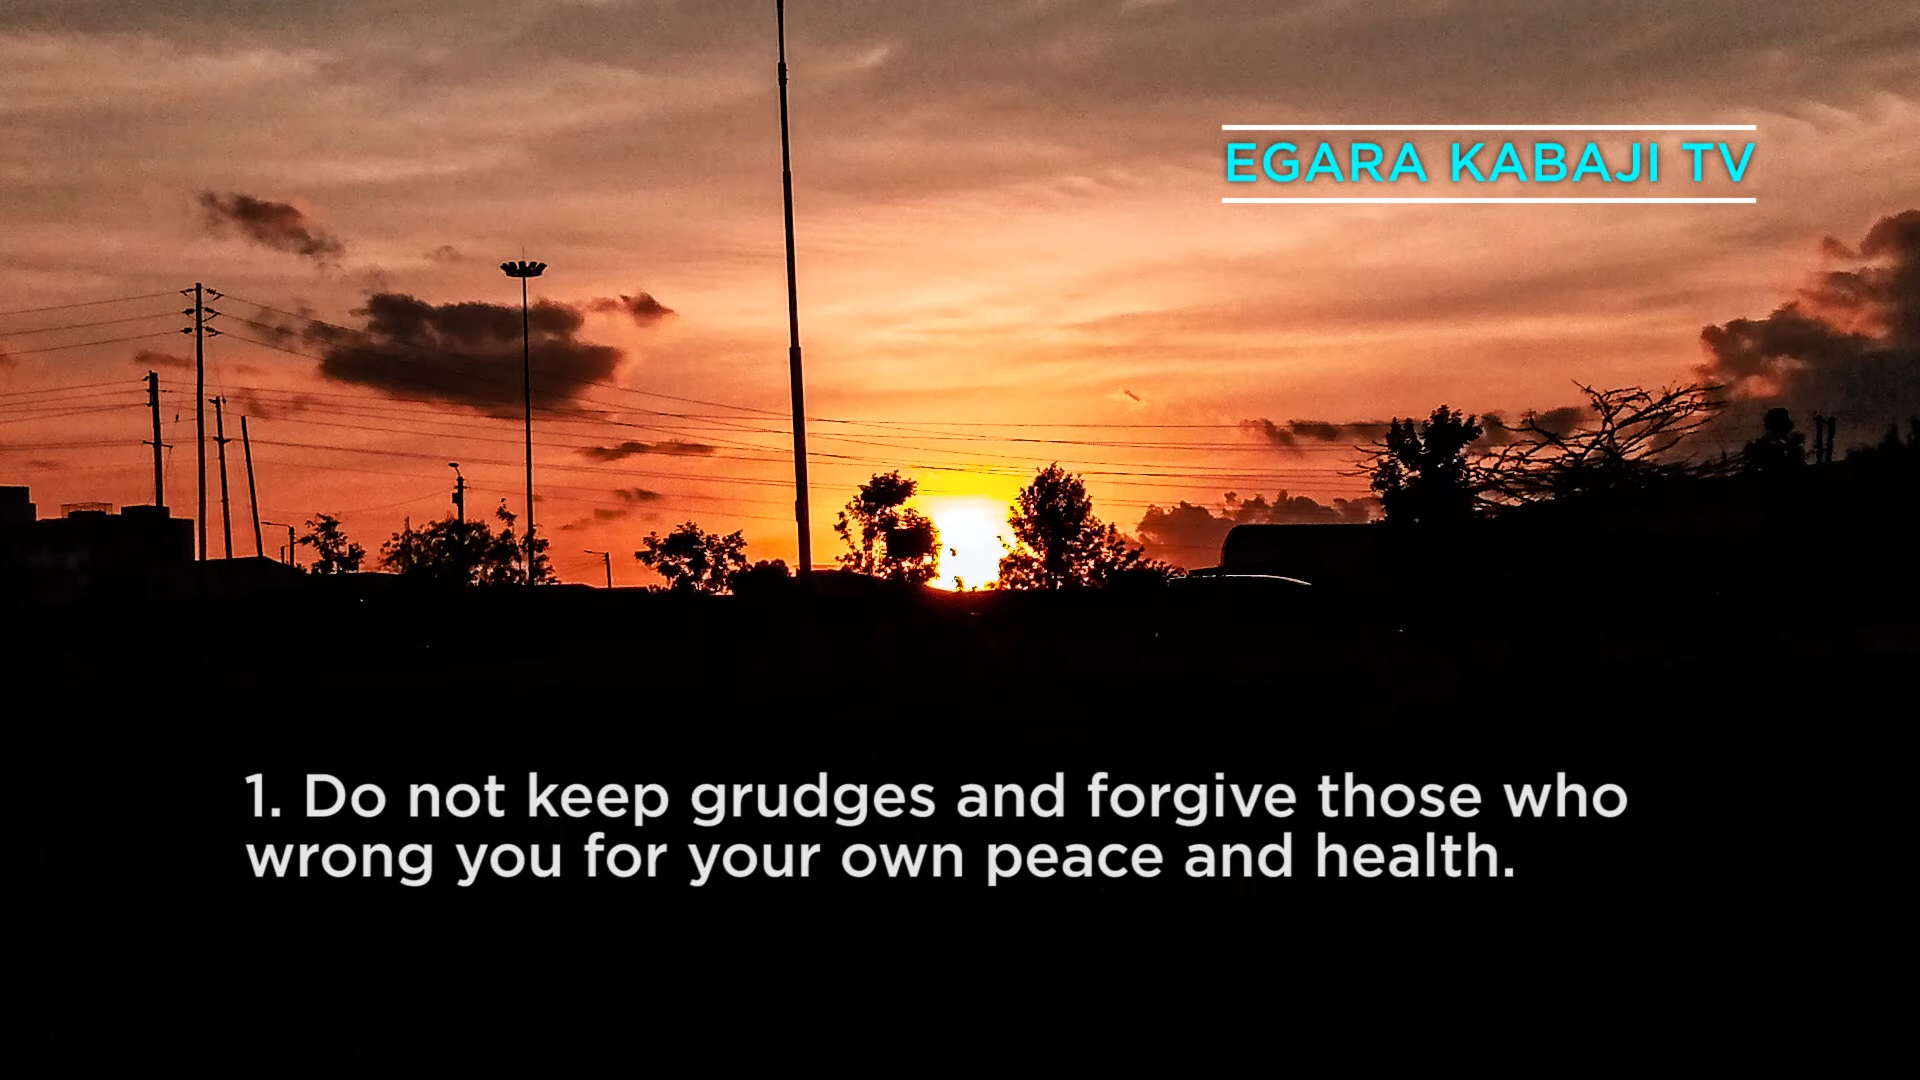 EGARA KABAJI TV
1. Do not keep grudges and forgive those who
wrong you for your own peace and health.